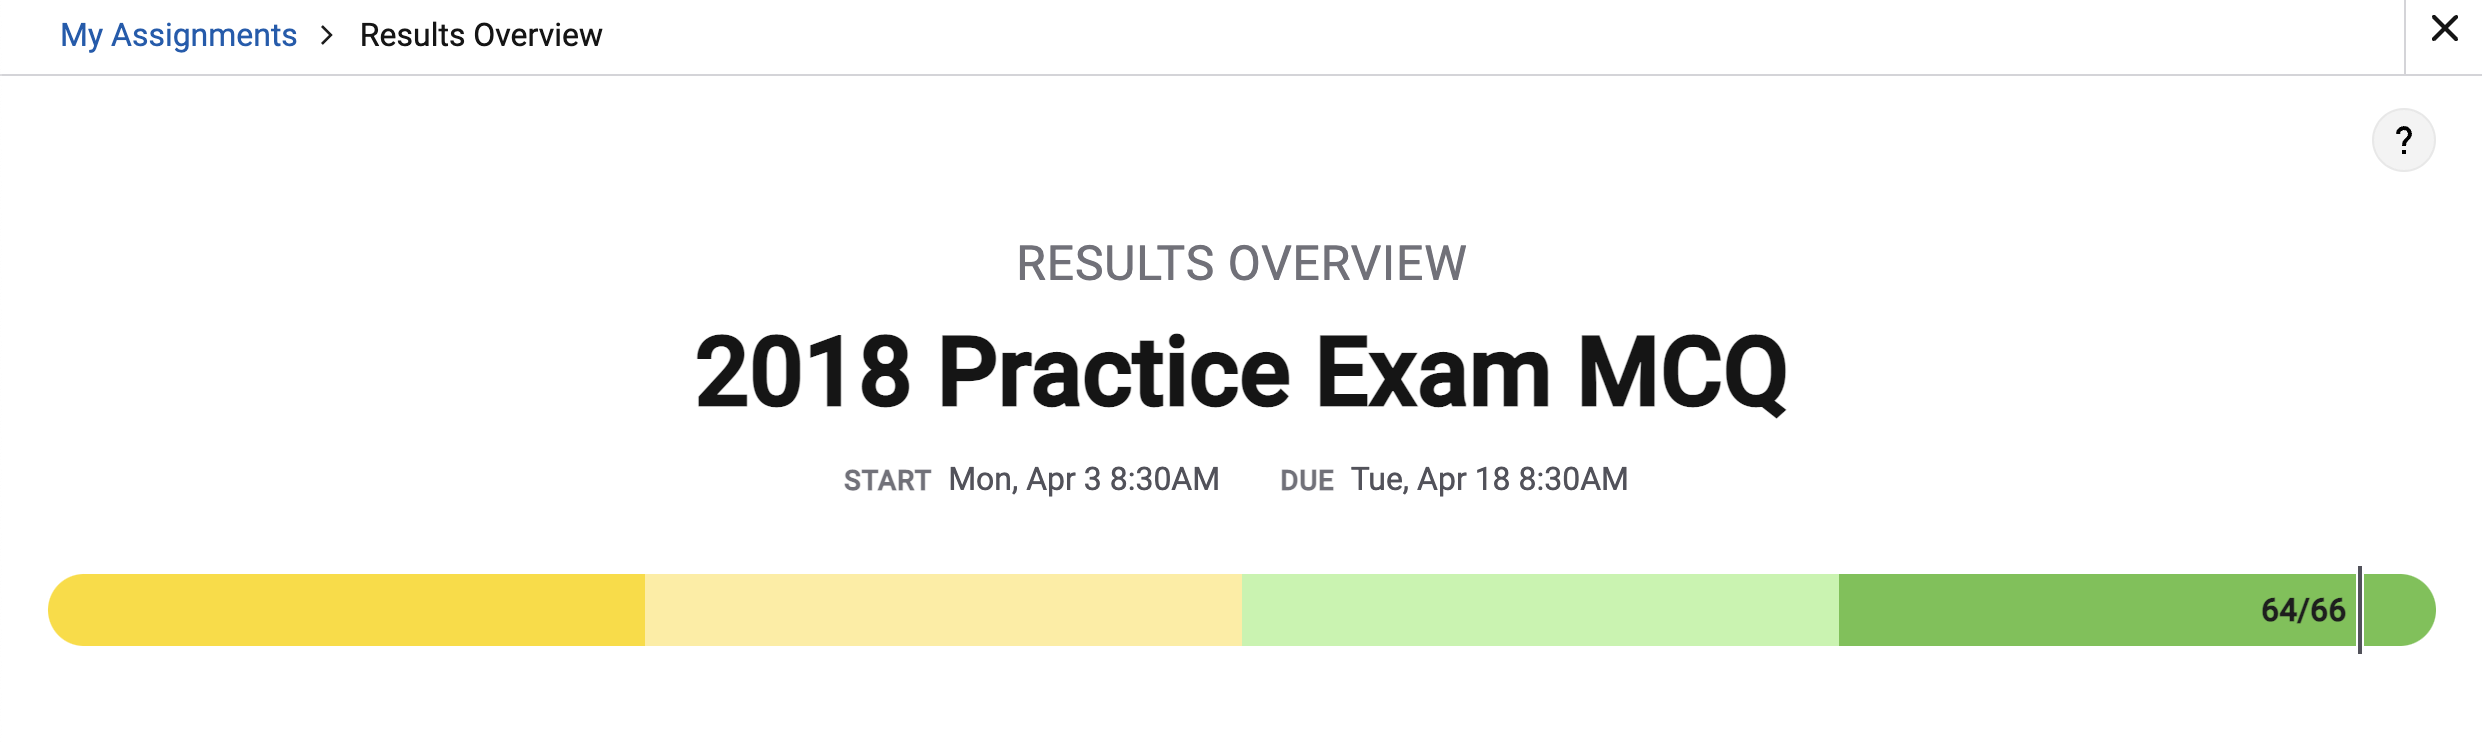 My Assignments > Results Overview
?
RESULTS OVERVIEW
2018 Practice Exam MCQ
START Mon, Apr 3 8:30AM DUE Tue, Apr 18 8:30AM
64/66